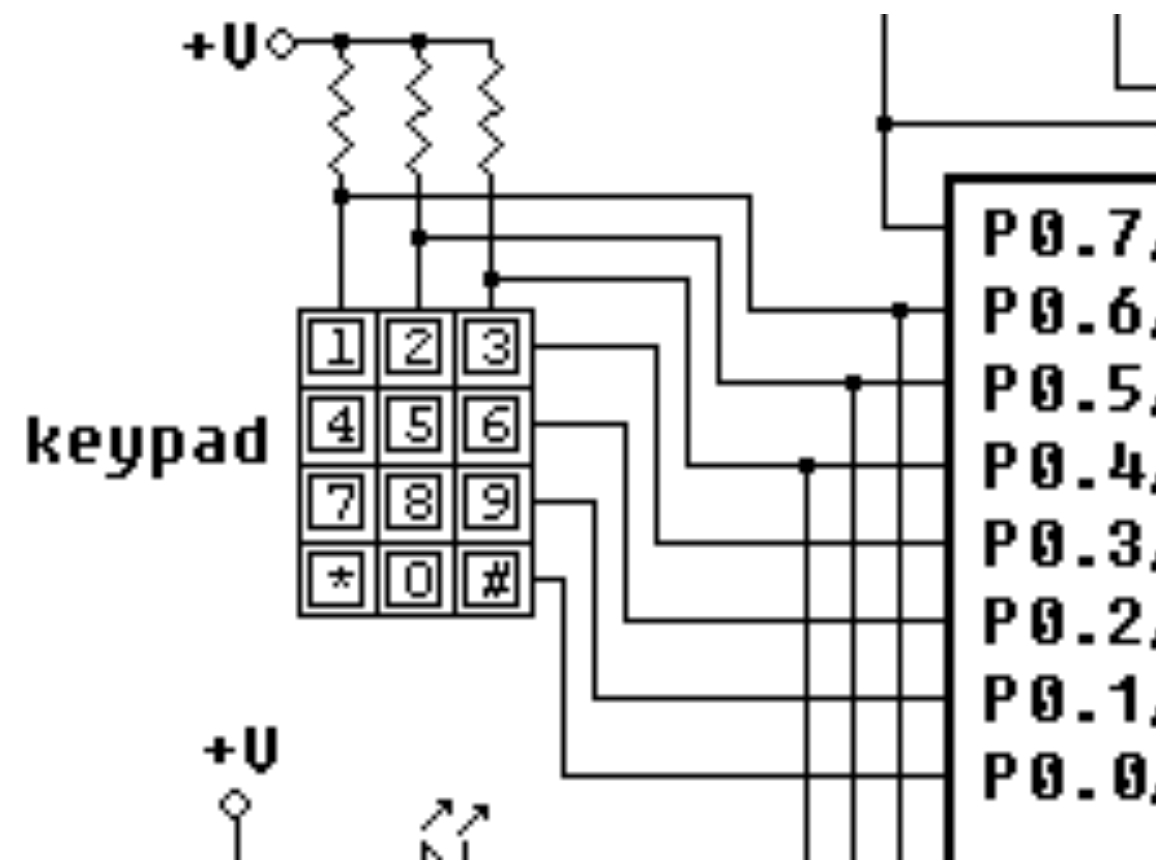 +V
P0.7,
P0.6,
1 2 3
P0.5,
keypad
4 5 6
P0.4,
7 8 9
P0.3,
* 0 #
P0.2,
P0.1,
+V
P0.0,